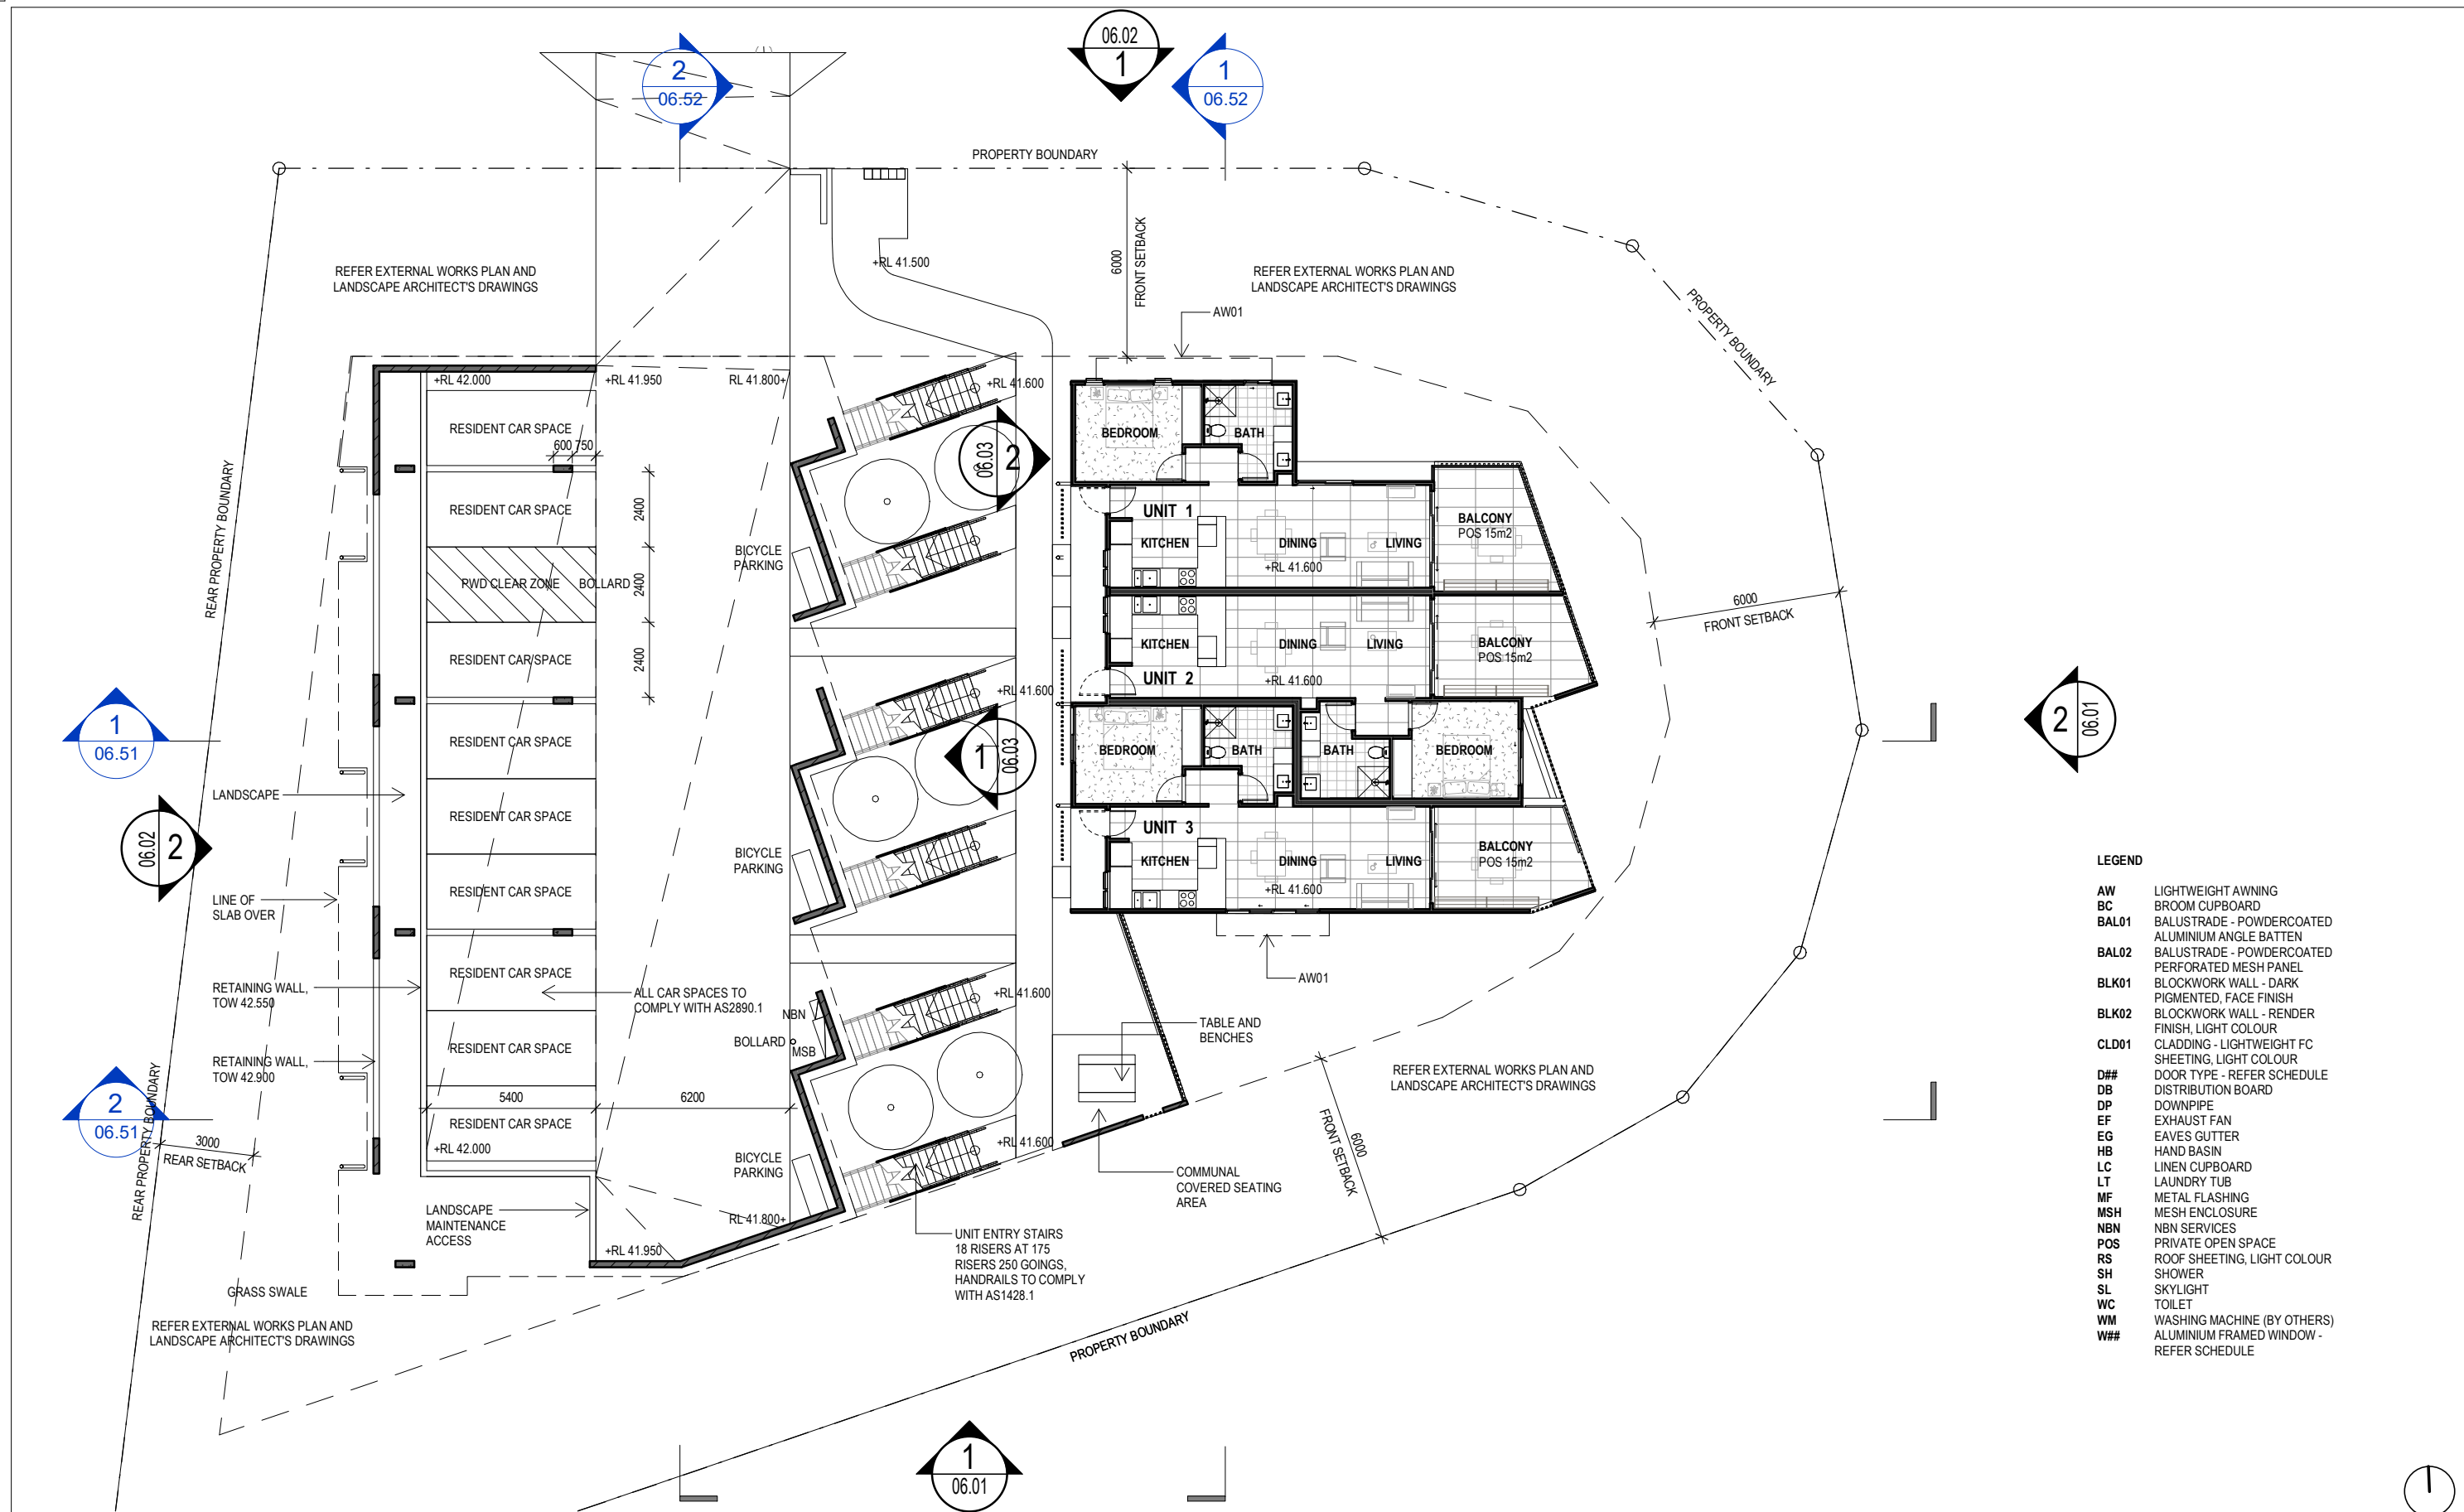 06.02
1
2
06.52
1
06.52
PROPERTY BOUNDARY
6000
FRONT SETBACK
+RL 41.500
REFER EXTERNAL WORKS PLAN AND
LANDSCAPE ARCHITECT'S DRAWINGS
REFER EXTERNAL WORKS PLAN AND
LANDSCAPE ARCHITECT'S DRAWINGS
PROPERTY BOUNDARY
AW01
+RL 42.000
+RL 41.950
RL 41.800+
+RL 41.600
RESIDENT CAR SPACE
600
750
BEDROOM
BATH
06.03
2
REAR PROPERTY BOUNDARY
RESIDENT CAR SPACE
2400
UNIT 1
BALCONY
POS 15m2
BICYCLE
PARKING
KITCHEN
DINING
LIVING
+RL 41.600
PWD CLEAR ZONE
BOLLARD
2400
6000
FRONT SETBACK
RESIDENT CAR SPACE
2400
KITCHEN
DINING
LIVING
BALCONY
POS 15m2
UNIT 2
+RL 41.600
+RL 41.600
1
06.51
RESIDENT CAR SPACE
1
06.03
BEDROOM
BATH
BATH
BEDROOM
2
06.01
LANDSCAPE
RESIDENT CAR SPACE
06.02
2
UNIT 3
BICYCLE
PARKING
KITCHEN
DINING
LIVING
BALCONY
POS 15m2
+RL 41.600
LINE OF
SLAB OVER
RESIDENT CAR SPACE
RESIDENT CAR SPACE
AW01
RETAINING WALL,
TOW 42.550
ALL CAR SPACES TO
COMPLY WITH AS2890.1
+RL 41.600
NBN
BOLLARD
MSB
TABLE AND
BENCHES
RESIDENT CAR SPACE
RETAINING WALL,
TOW 42.900
REFER EXTERNAL WORKS PLAN AND
LANDSCAPE ARCHITECT'S DRAWINGS
5400
6200
2
06.51
RESIDENT CAR SPACE
3000
REAR SETBACK
REAR PROPERTY BOUNDARY
+RL 42.000
+RL 41.600
6000
FRONT SETBACK
BICYCLE
PARKING
COMMUNAL
COVERED SEATING
AREA
LANDSCAPE
MAINTENANCE
ACCESS
RL 41.800+
+RL 41.950
UNIT ENTRY STAIRS
18 RISERS AT 175
RISERS 250 GOINGS,
HANDRAILS TO COMPLY
WITH AS1428.1
GRASS SWALE
REFER EXTERNAL WORKS PLAN AND
LANDSCAPE ARCHITECT'S DRAWINGS
PROPERTY BOUNDARY
1
06.01
LEGEND
AW LIGHTWEIGHT AWNING
BC BROOM CUPBOARD
BAL01 BALUSTRADE - POWDERCOATED
ALUMINIUM ANGLE BATTEN
BAL02 BALUSTRADE - POWDERCOATED
PERFORATED MESH PANEL
BLK01 BLOCKWORK WALL - DARK
PIGMENTED, FACE FINISH
BLK02 BLOCKWORK WALL - RENDER
FINISH, LIGHT COLOUR
CLD01 CLADDING - LIGHTWEIGHT FC
SHEETING, LIGHT COLOUR
D## DOOR TYPE - REFER SCHEDULE
DB DISTRIBUTION BOARD
DP DOWNPIPE
EF EXHAUST FAN
EG EAVES GUTTER
HB HAND BASIN
LC LINEN CUPBOARD
LT LAUNDRY TUB
MF METAL FLASHING
MSH MESH ENCLOSURE
NBN NBN SERVICES
POS PRIVATE OPEN SPACE
RS ROOF SHEETING, LIGHT COLOUR
SH SHOWER
SL SKYLIGHT
WC TOILET
WM WASHING MACHINE (BY OTHERS)
W## ALUMINIUM FRAMED WINDOW -
REFER SCHEDULE